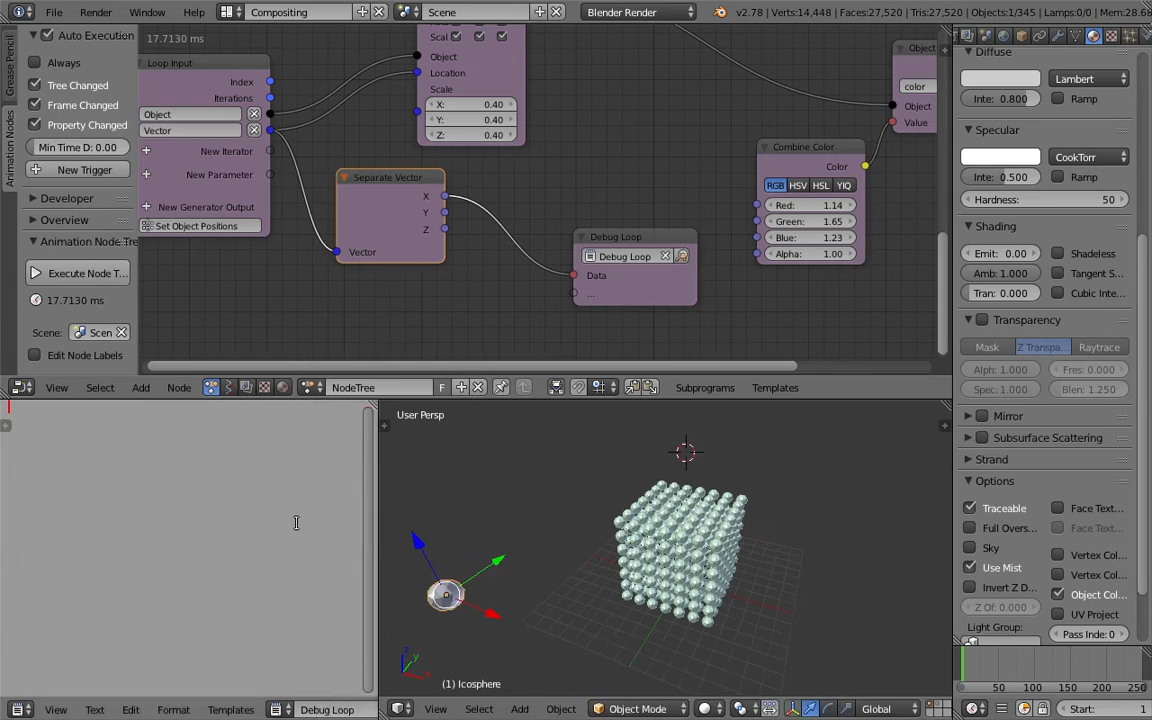 File Render Window Help Compositing Scene Blender Render v2.78 | Verts:14,448 | Faces:27,520 | Tris:27,520 | Objects:1/345 | Lamps:0/0 | Mem:28.68
Grease Pencil
Animation Nodes
Auto Execution
Always
Tree Changed
Frame Changed
Property Changed
Min Time D: 0.00
New Trigger
Developer
Overview
Animation Node Tre
Execute Node T...
17.7130 ms
Scene: Scen
Edit Node Labels
17.7130 ms
Loop Input
Index
Iterations
Object
Vector
New Iterator
New Parameter
New Generator Output
Set Object Positions
Scal
Object
Location
Scale
X: 0.40
Y: 0.40
Z: 0.40
Separate Vector
X
Y
Z
Vector
Debug Loop
Debug Loop
Data
...
Combine Color
Color
RGB HSV HSL YIQ
Red: 1.14
Green: 1.65
Blue: 1.23
Alpha: 1.00
Object
color
Object
Value
View Select Add Node NodeTree F Subprograms Templates
User Persp
(1) Icosphere
z
y
x
View Text Edit Format Templates Debug Loop
View Select Add Object Object Mode Global
Diffuse
Lambert
Inte: 0.800 Ramp
Specular
CookTorr
Inte: 0.500 Ramp
Hardness: 50
Shading
Emit: 0.00 Shadeless
Amb: 1.000 Tangent S...
Tran: 0.000 Cubic Inte...
Transparency
Mask Z Transpa... Raytrace
Alph: 1.000 Fres: 0.000
Spec: 1.000 Blen: 1.250
Mirror
Subsurface Scattering
Strand
Options
Traceable Face Text...
Full Overs... Face Text...
Sky Vertex Col...
Use Mist Vertex Col...
Invert Z D... Object Col...
Z Of: 0.000 UV Project
Light Group: Pass Inde: 0
50 100 150 200 250
Start: 1